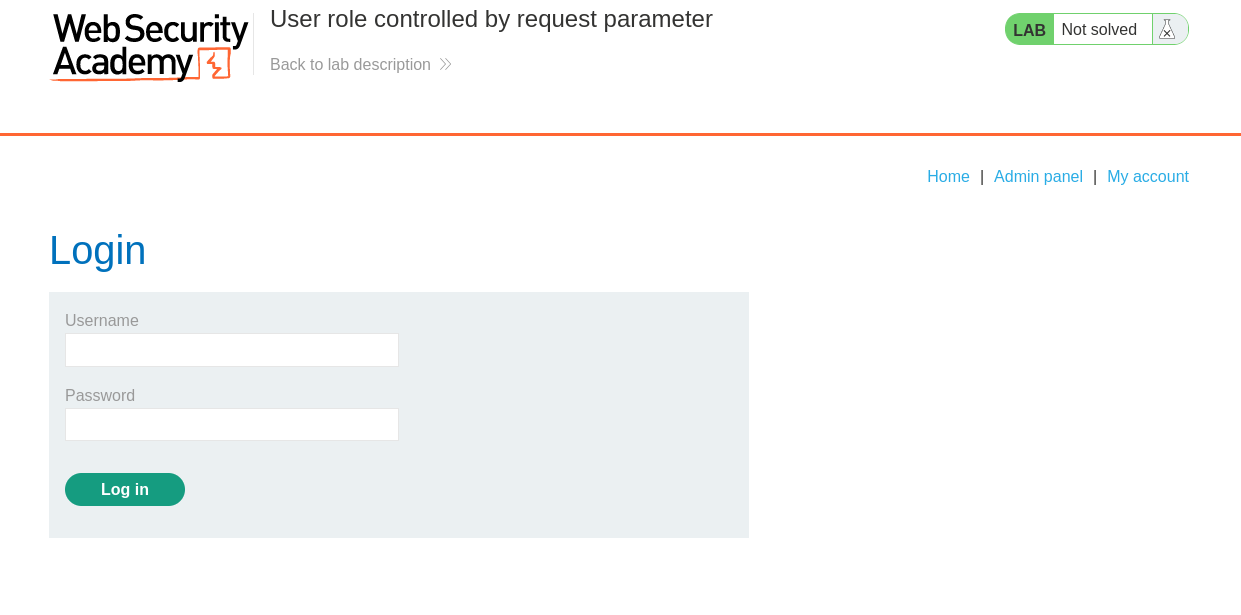 Web Security
Academy
User role controlled by request parameter
Back to lab description
LAB Not solved
Home | Admin panel | My account
Login
Username
Password
Log in